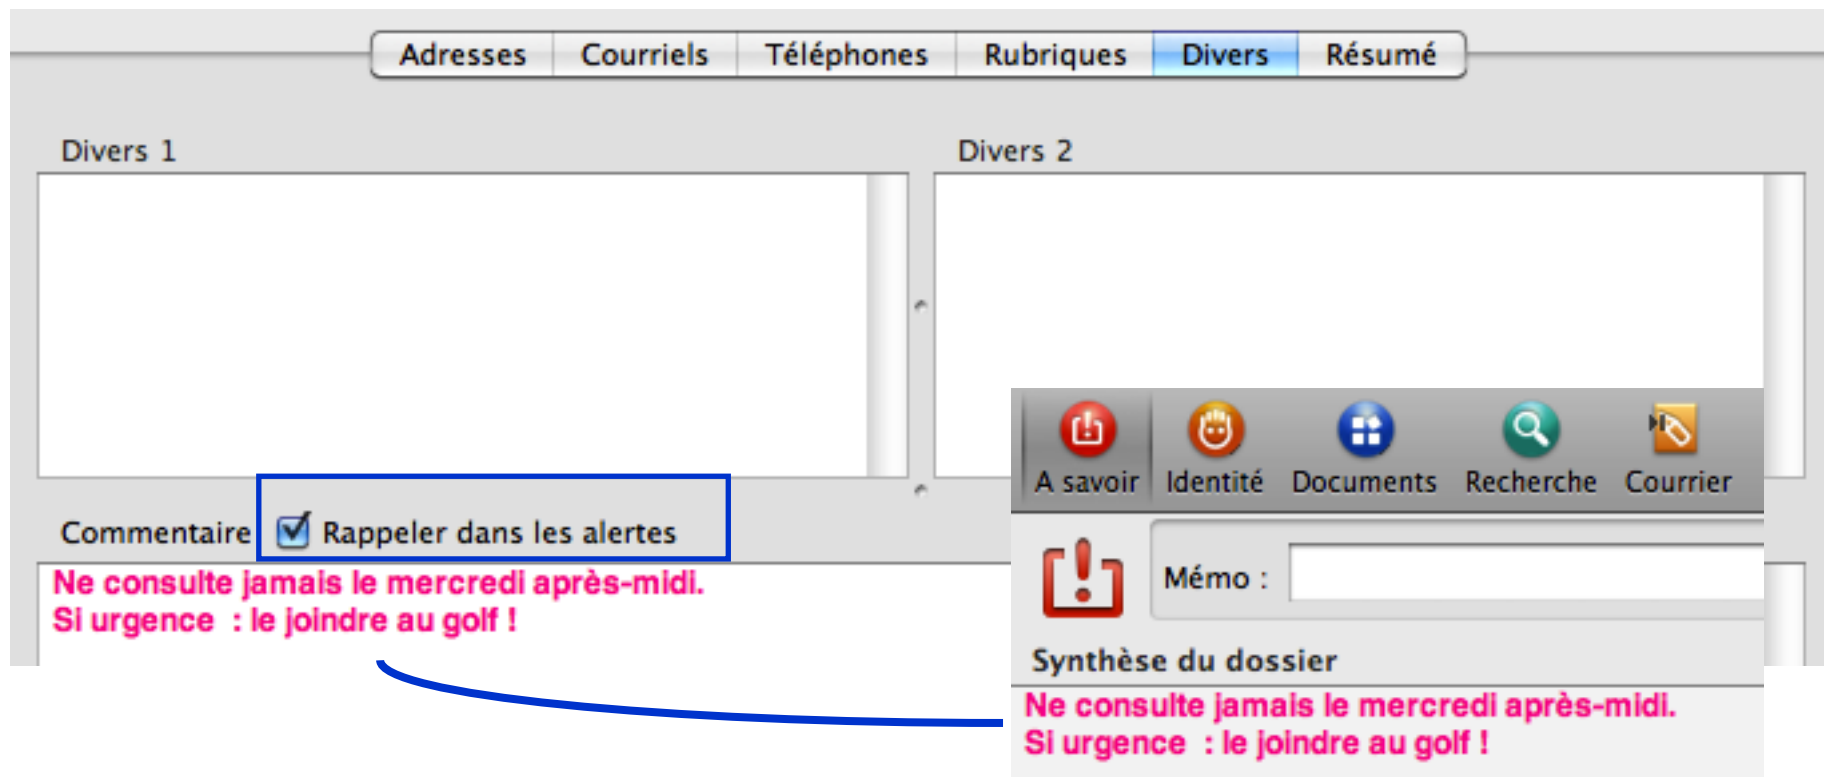 Adresses Courriels Téléphones Rubriques Divers Résumé
Divers 1
Divers 2
Commentaire Rappeler dans les alertes
Ne consulte jamais le mercredi après-midi.
Si urgence : le joindre au golf !
A savoir Identité Documents Recherche Courrier
Mémo :
Synthèse du dossier
Ne consulte jamais le mercredi après-midi.
Si urgence : le joindre au golf !